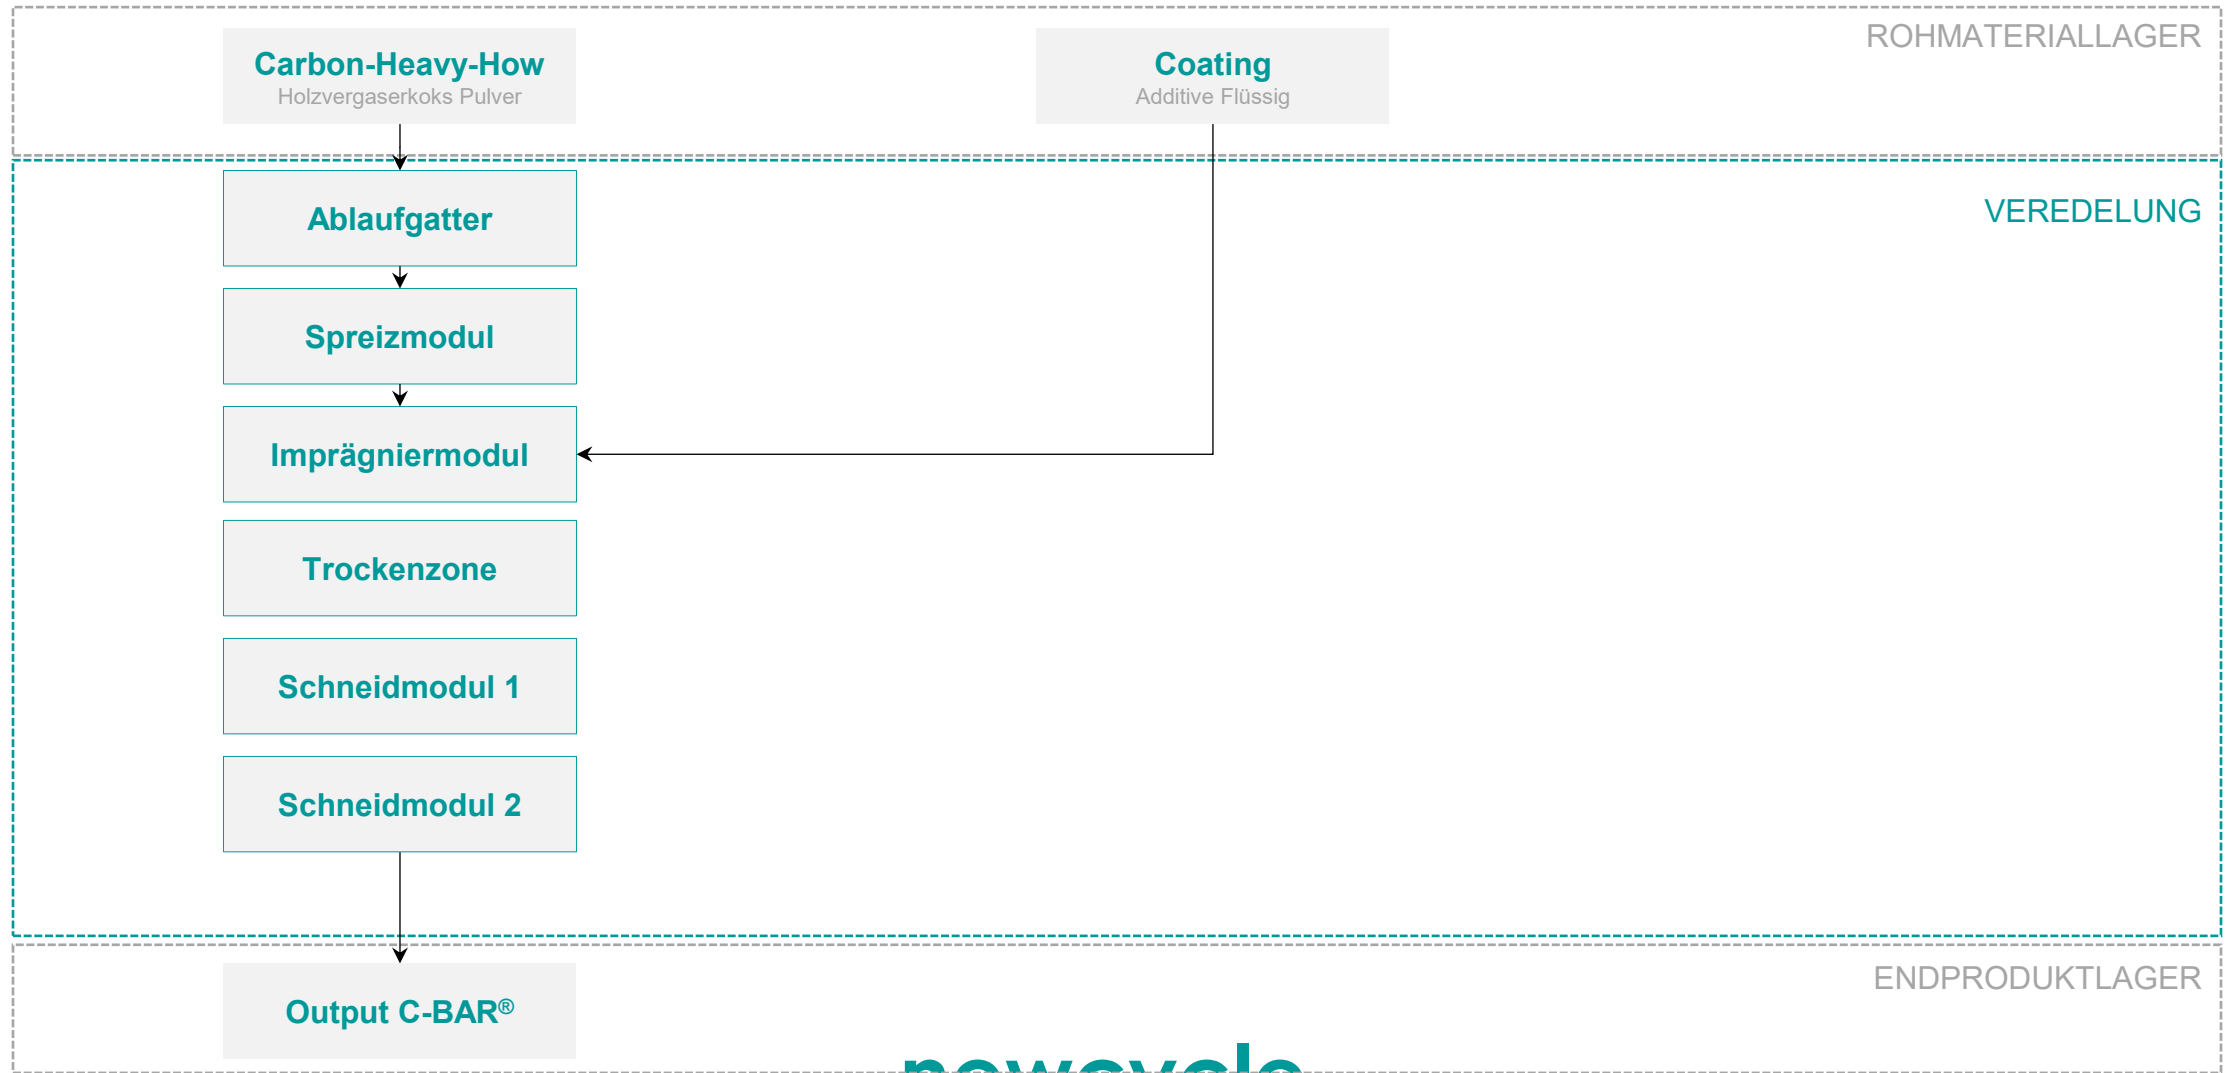 ROHMATERIALLAGER
Carbon-Heavy-How
Holzvergaserkoks Pulver
Coating
Additive Flüssig
VEREDELUNG
Ablaufgatter
Spreizmodul
Imprägniermodul
Trockenzone
Schneidmodul 1
Schneidmodul 2
ENDPRODUKTLAGER
Output C-BAR®
newcycle